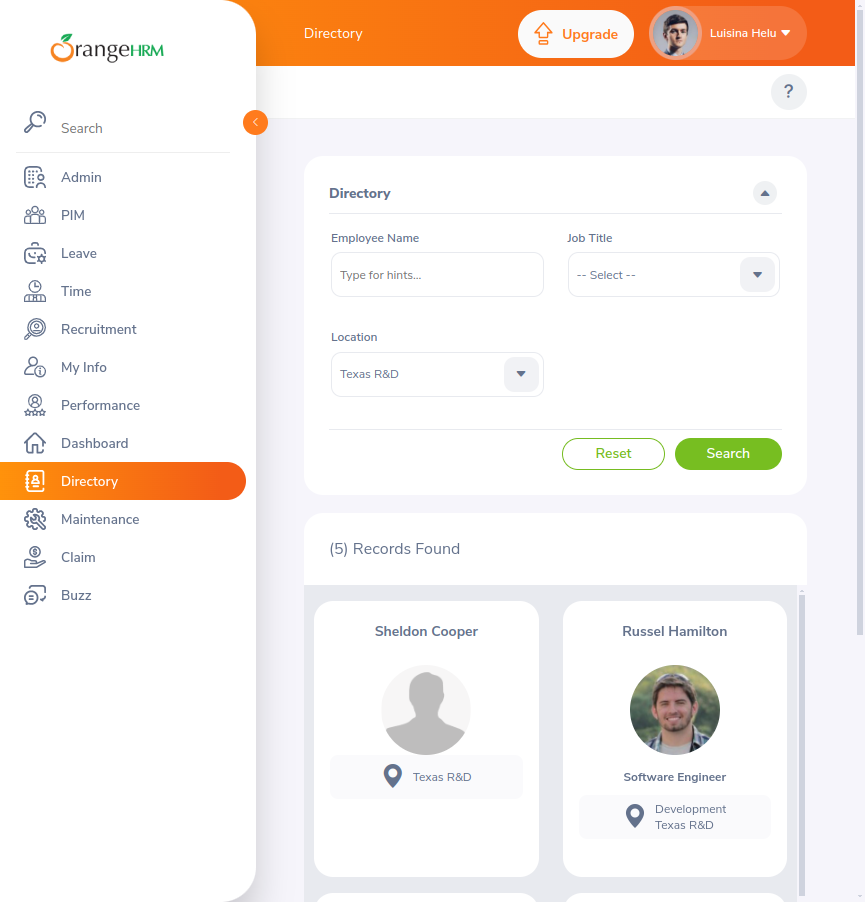 OrangeHRM
Directory
Upgrade
Luisina Helu
?
Search
Admin
PIM
Leave
Time
Recruitment
My Info
Performance
Dashboard
Directory
Maintenance
Claim
Buzz
Directory
Employee Name
Job Title
Type for hints...
-- Select --
Location
Texas R&D
Reset
Search
(5) Records Found
Sheldon Cooper
Texas R&D
Russel Hamilton
Software Engineer
Development
Texas R&D